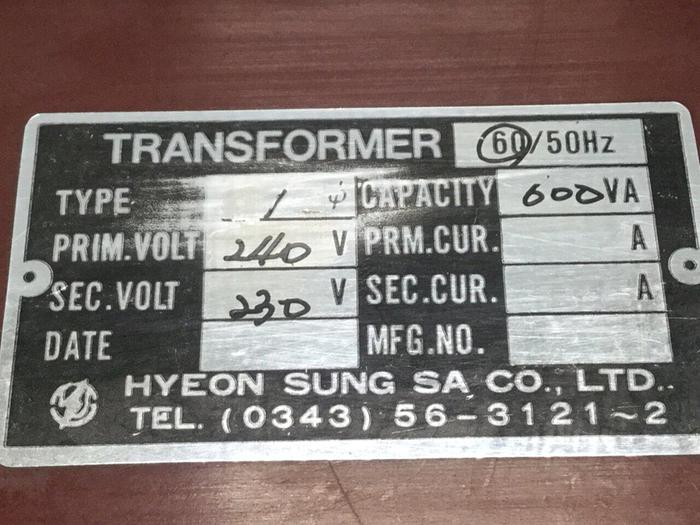 TRANSFORMER 60/50Hz
TYPE 1 ϕ CAPACITY 600VA
PRIM.VOLT 240 V PRM.CUR. A
SEC.VOLT 230 V SEC.CUR. A
DATE MFG.NO.
HYEON SUNG SA CO., LTD..
TEL. (0343) 56-3121~2